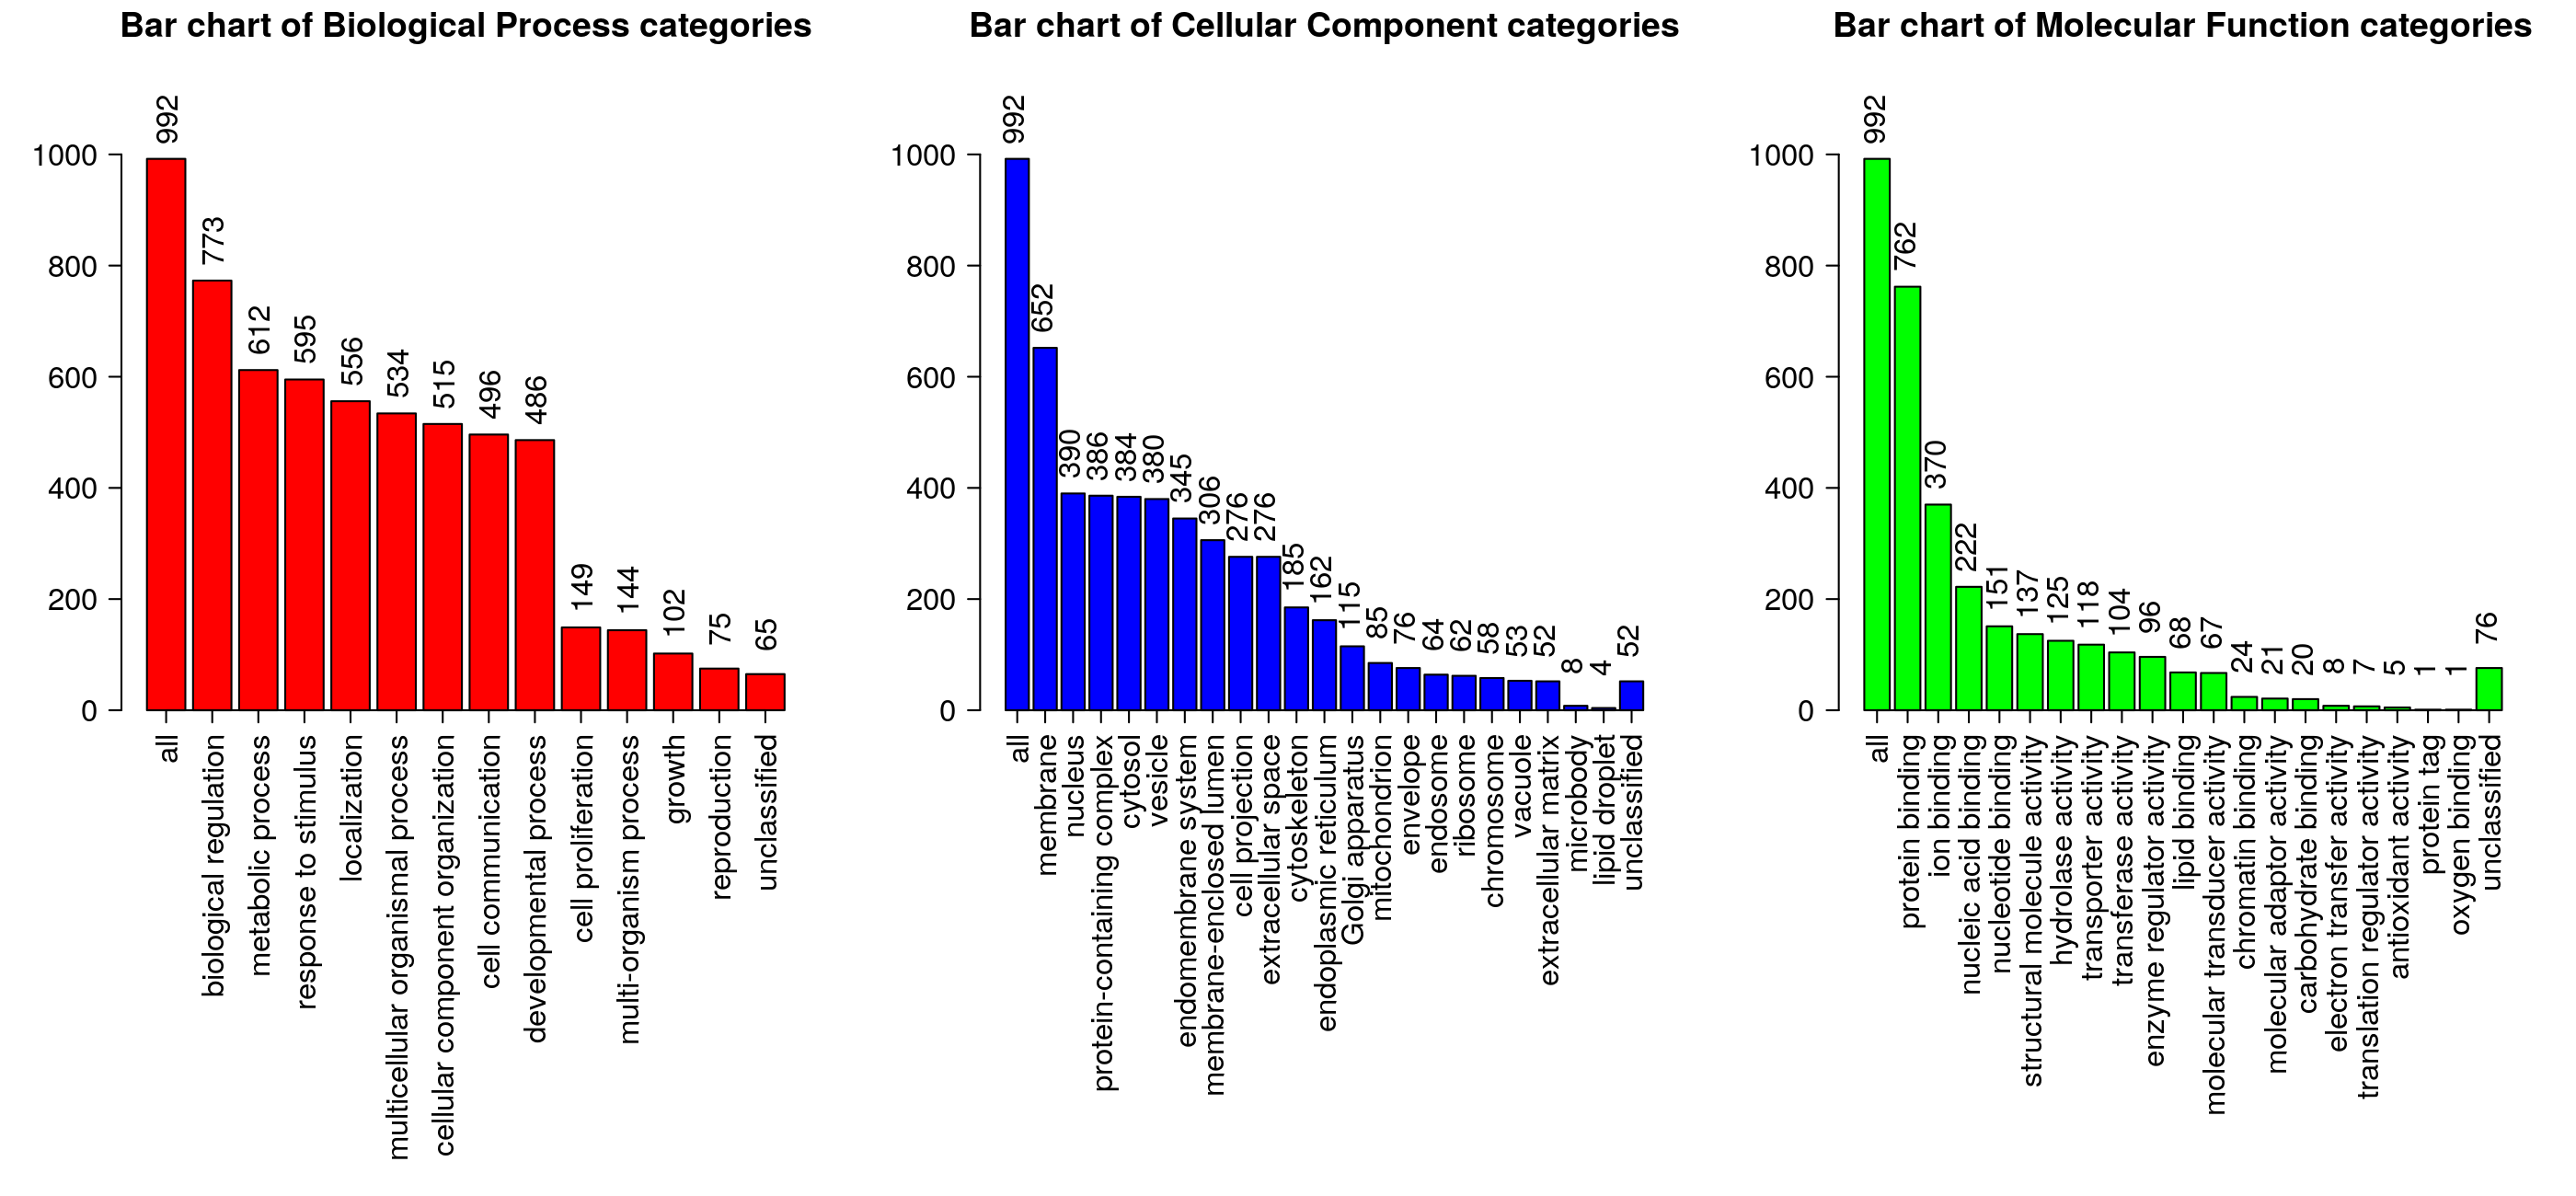 Bar chart of Biological Process categories
1000
800
600
400
200
0
992
773
612
595
556
534
515
496
486
149
144
102
75
65
all
biological regulation
metabolic process
response to stimulus
localization
multicellular organismal process
cellular component organization
cell communication
developmental process
cell proliferation
multi-organism process
growth
reproduction
unclassified
Bar chart of Cellular Component categories
1000
800
600
400
200
0
992
652
390
386
384
380
345
306
276
276
185
162
115
85
76
64
62
58
53
52
8
4
52
all
membrane
nucleus
protein-containing complex
cytosol
vesicle
endomembrane system
membrane-enclosed lumen
cell projection
extracellular space
cytoskeleton
endoplasmic reticulum
Golgi apparatus
mitochondrion
envelope
endosome
ribosome
chromosome
vacuole
extracellular matrix
microbody
lipid droplet
unclassified
Bar chart of Molecular Function categories
1000
800
600
400
200
0
992
762
370
222
151
137
125
118
104
96
68
67
24
21
20
8
7
5
1
1
76
all
protein binding
ion binding
nucleic acid binding
nucleotide binding
structural molecule activity
hydrolase activity
transporter activity
transferase activity
enzyme regulator activity
lipid binding
molecular transducer activity
chromatin binding
molecular adaptor activity
carbohydrate binding
electron transfer activity
translation regulator activity
antioxidant activity
protein tag
oxygen binding
unclassified